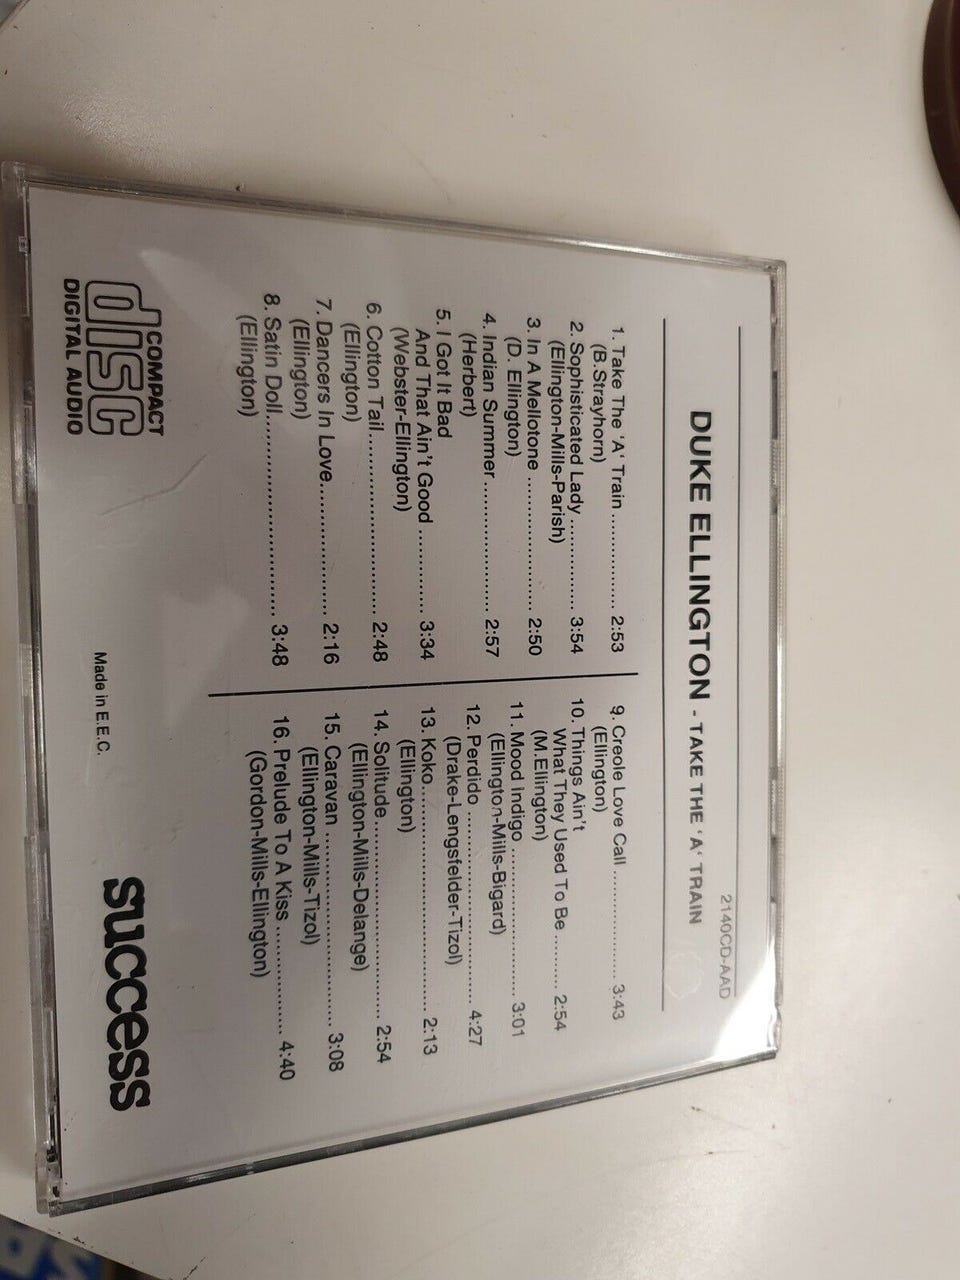 2140CD-AAD
DUKE ELLINGTON - TAKE THE 'A' TRAIN
1. Take The 'A' Train ............ 2:53
(B.Strayhorn)
2. Sophisticated Lady ........... 3:54
(Ellington-Mills-Parish)
3. In A Mellotone ................. 2:50
(D. Ellington)
4. Indian Summer ................ 2:57
(Herbert)
5. I Got It Bad
And That Ain't Good .......... 3:34
(Webster-Ellington)
6. Cotton Tail....................... 2:48
(Ellington)
7. Dancers In Love................ 2:16
(Ellington)
8. Satin Doll......................... 3:48
(Ellington)
9. Creole Love Call .............. 3:43
(Ellington)
10. Things Ain't
What They Used To Be ....... 2:54
(M.Ellington)
11. Mood Indigo .................... 3:01
(Ellington-Mills-Bigard)
12. Perdido ......................... 4:27
(Drake-Lengsfelder-Tizol)
13. Koko.............................. 2:13
(Ellington)
14. Solitude.......................... 2:54
(Ellington-Mills-Delange)
15. Caravan ......................... 3:08
(Ellington-Mills-Tizol)
16. Prelude To A Kiss ............ 4:40
(Gordon-Mills-Ellington)
COMPACT
disc
DIGITAL AUDIO
Made in E.E.C.
success